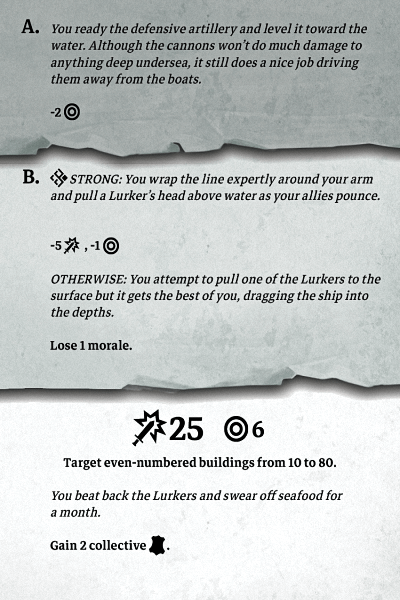 A. You ready the defensive artillery and level it toward the
water. Although the cannons won't do much damage to
anything deep undersea, it still does a nice job driving
them away from the boats.
-2
B. STRONG: You wrap the line expertly around your arm
and pull a Lurker's head above water as your allies pounce.
-5 , -1
OTHERWISE: You attempt to pull one of the Lurkers to the
surface but it gets the best of you, dragging the ship into
the depths.
Lose 1 morale.
25 6
Target even-numbered buildings from 10 to 80.
You beat back the Lurkers and swear off seafood for
a month.
Gain 2 collective .